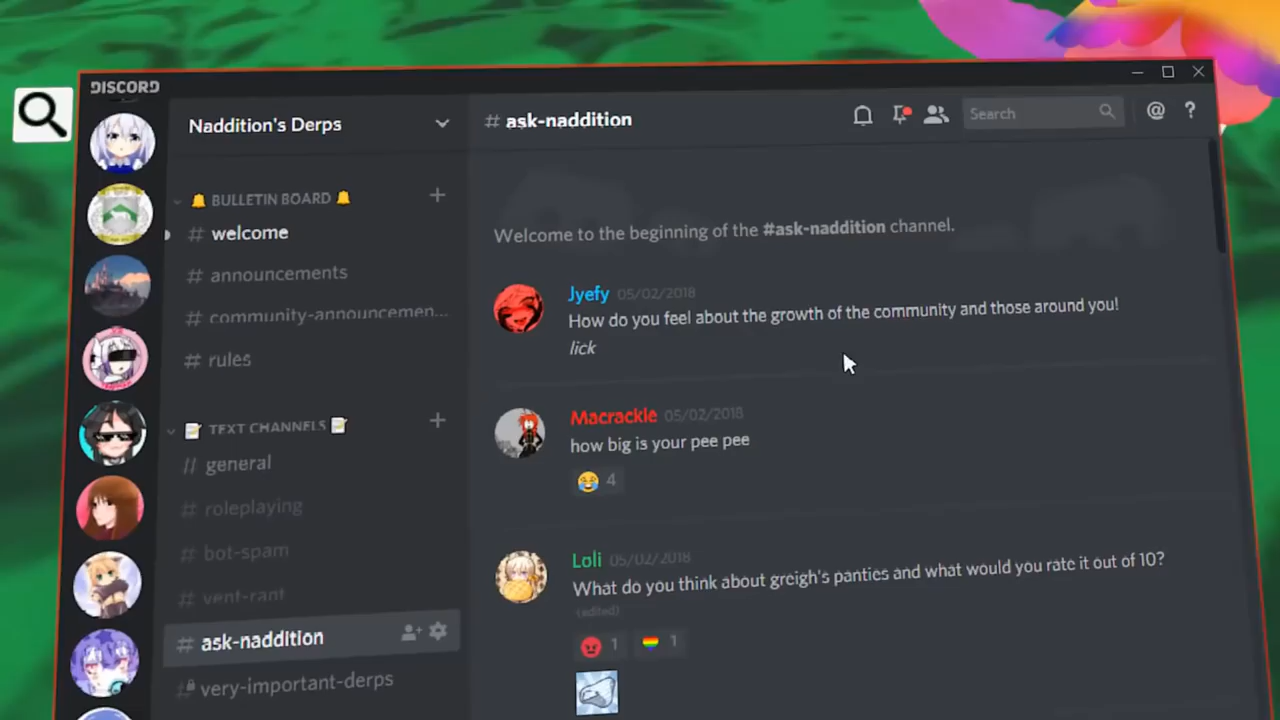 DISCORD
Naddition's Derps
# ask-naddition
Search
🔔 BULLETIN BOARD 🔔
# welcome
# announcements
# community-announcemen...
# rules
Welcome to the beginning of the #ask-naddition channel.
Jyefy 05/02/2018
How do you feel about the growth of the community and those around you!
lick
📝 TEXT CHANNELS 📝
general
# roleplaying
# bot-spam
# vent-rant
# ask-naddition
# very-important-derps
Macrackle 05/02/2018
how big is your pee pee
😂 4
Loli 05/02/2018
What do you think about greigh's panties and what would you rate it out of 10?
(edited)
😡 1 🏳️‍🌈 1